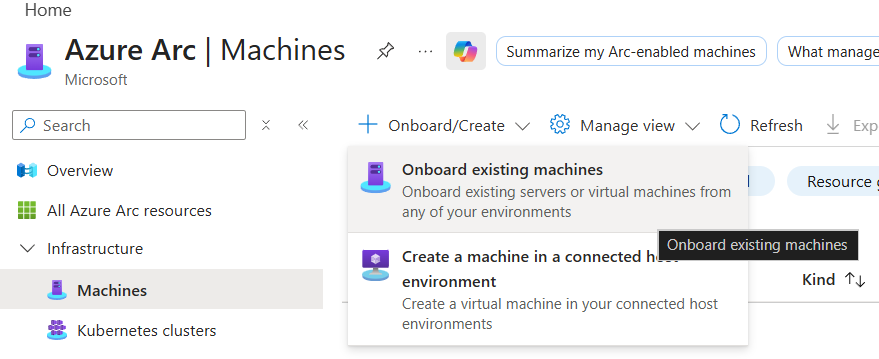 Home
Azure Arc | Machines
Microsoft
Summarize my Arc-enabled machines
What manage
Search
Onboard/Create
Manage view
Refresh
Exp
Overview
All Azure Arc resources
Infrastructure
Machines
Kubernetes clusters
Onboard existing machines
Onboard existing servers or virtual machines from
any of your environments
Resource g
Onboard existing machines
Create a machine in a connected host
environment
Create a virtual machine in your connected host
environments
Kind